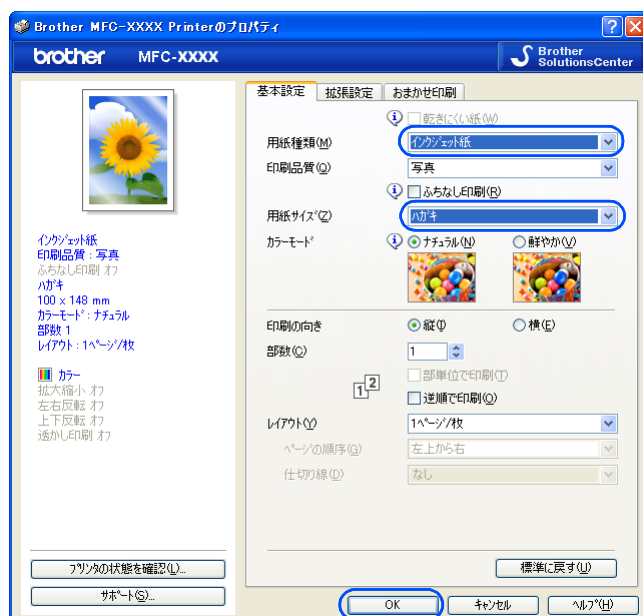 Brother MFC-XXXX Printerのプロパティ
brother MFC-XXXX
Brother
SolutionsCenter
基本設定 拡張設定 おまかせ印刷
乾きにくい紙(W)
用紙種類(M) インクジェット紙
印刷品質(Q) 写真
ふちなし印刷(R)
用紙サイズ(Z) ハガキ
カラーモード ナチュラル(N) 鮮やか(V)
印刷の向き 縦(I) 横(E)
部数(C) 1
部単位で印刷(T)
1 2
逆順で印刷(O)
レイアウト(Y) 1ページ/枚
ページの順序(G) 左上から右
仕切り線(D) なし
標準に戻す(U)
インクジェット紙
印刷品質 : 写真
ふちなし印刷 オフ
ハガキ
100 x 148 mm
カラーモード : ナチュラル
部数 1
レイアウト : 1ページ/枚
カラー
拡大縮小 オフ
左右反転 オフ
上下反転 オフ
透かし印刷 オフ
プリンタの状態を確認(L)...
サポート(S)...
OK キャンセル ヘルプ(H)